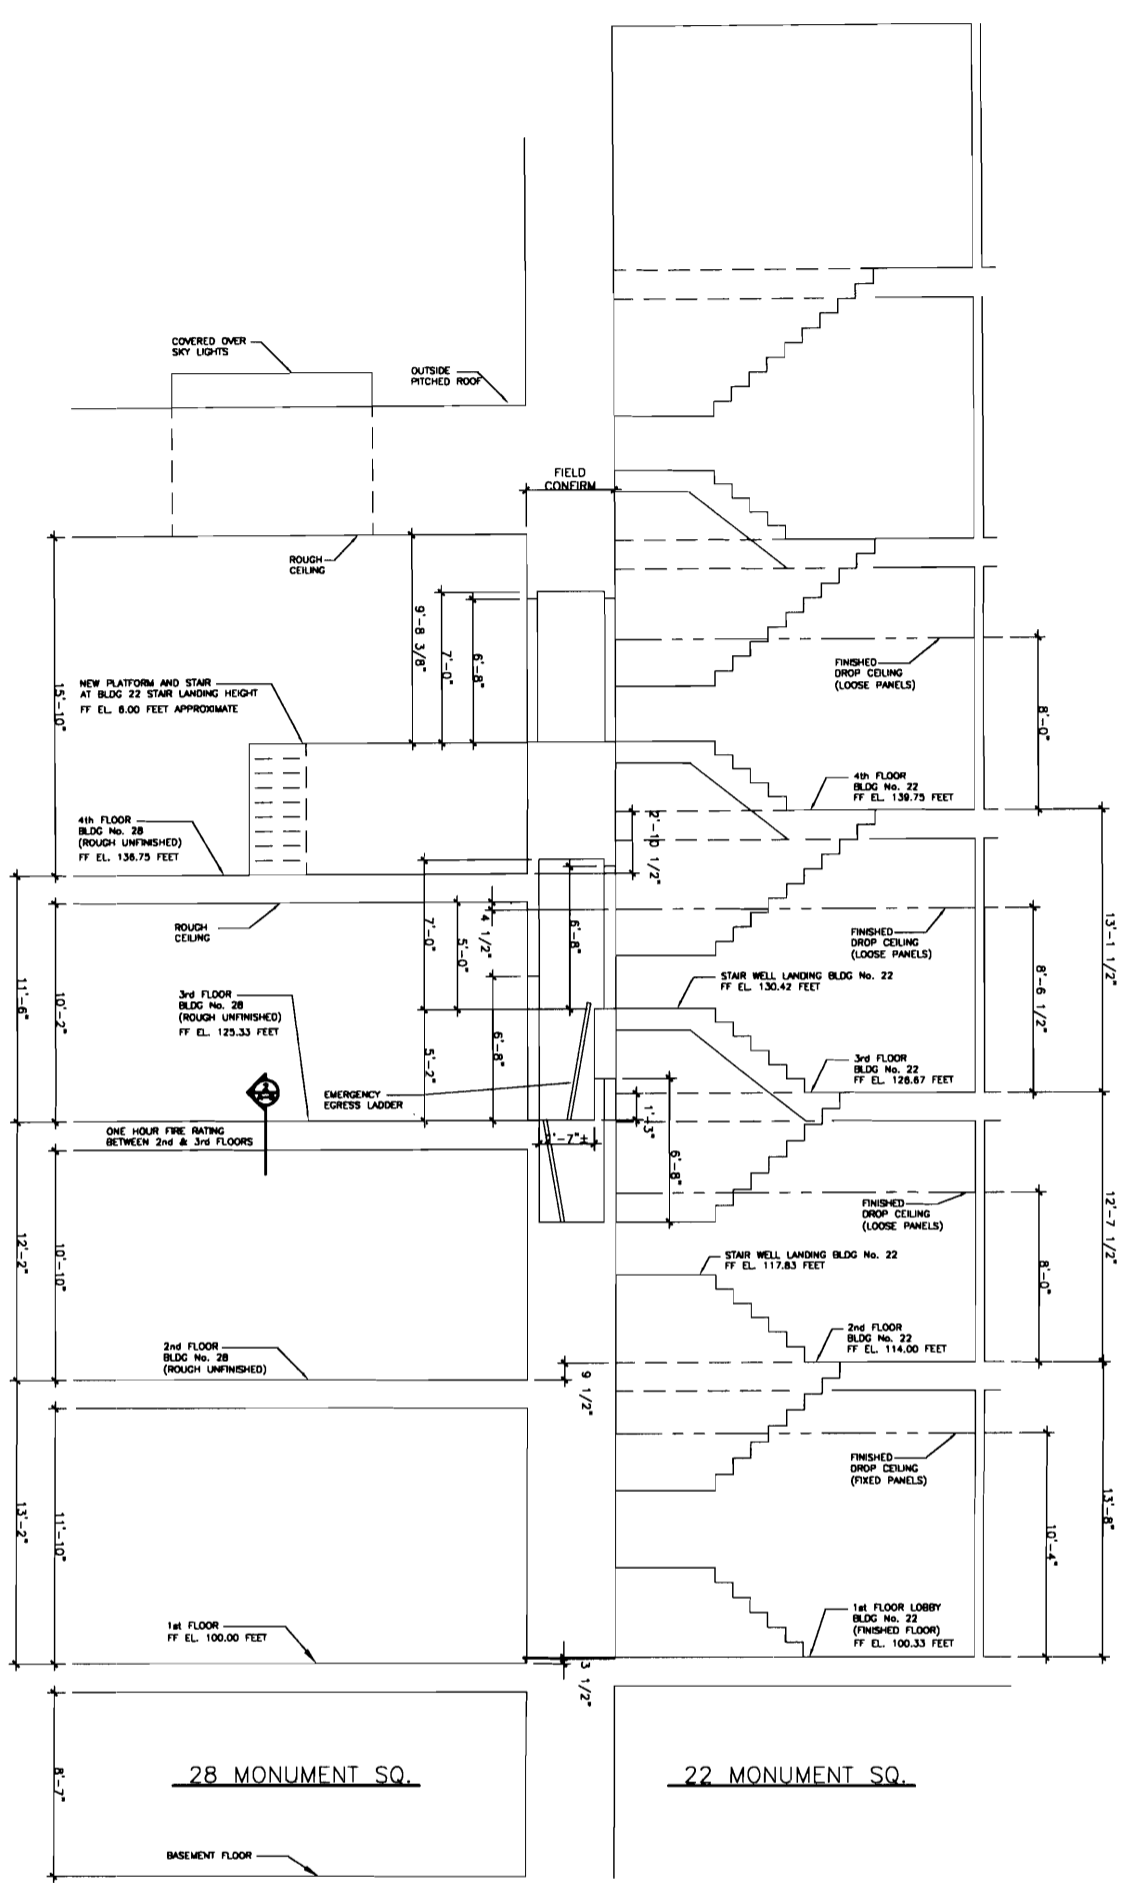 COVERED OVER
SKY LIGHTS
OUTSIDE
PITCHED ROOF
FIELD
CONFIRM
ROUGH
CEILING
9'-8 3/8"
7'-0"
6'-8"
FINISHED
DROP CEILING
(LOOSE PANELS)
8'-0"
NEW PLATFORM AND STAIR
AT BLDG 22 STAIR LANDING HEIGHT
FF EL. 6.00 FEET APPROXIMATE
15'-10"
4th FLOOR
BLDG No. 22
FF EL. 139.75 FEET
4th FLOOR
BLDG No. 28
(ROUGH UNFINISHED)
FF EL. 136.75 FEET
2'-10 1/2"
ROUGH
CEILING
7'-0"
5'-0"
4 1/2"
6'-8"
FINISHED
DROP CEILING
(LOOSE PANELS)
13'-1 1/2"
8'-6 1/2"
STAIR WELL LANDING BLDG No. 22
FF EL. 130.42 FEET
11'-6"
10'-2"
3rd FLOOR
BLDG No. 28
(ROUGH UNFINISHED)
FF EL. 125.33 FEET
5'-2"
6'-8"
3rd FLOOR
BLDG No. 22
FF EL. 126.67 FEET
EMERGENCY
EGRESS LADDER
1'-3"
ONE HOUR FIRE RATING
BETWEEN 2nd & 3rd FLOORS
'-7"±
6'-8"
FINISHED
DROP CEILING
(LOOSE PANELS)
12'-7 1/2"
12'-2"
10'-10"
STAIR WELL LANDING BLDG No. 22
FF EL. 117.83 FEET
8'-0"
2nd FLOOR
BLDG No. 22
FF EL. 114.00 FEET
2nd FLOOR
BLDG No. 28
(ROUGH UNFINISHED)
9 1/2"
FINISHED
DROP CEILING
(FIXED PANELS)
13'-2"
11'-10"
13'-8"
10'-4"
1st FLOOR
FF EL. 100.00 FEET
1st FLOOR LOBBY
BLDG No. 22
(FINISHED FLOOR)
FF EL. 100.33 FEET
3 1/2"
28 MONUMENT SQ.
22 MONUMENT SQ.
8'-7"
BASEMENT FLOOR